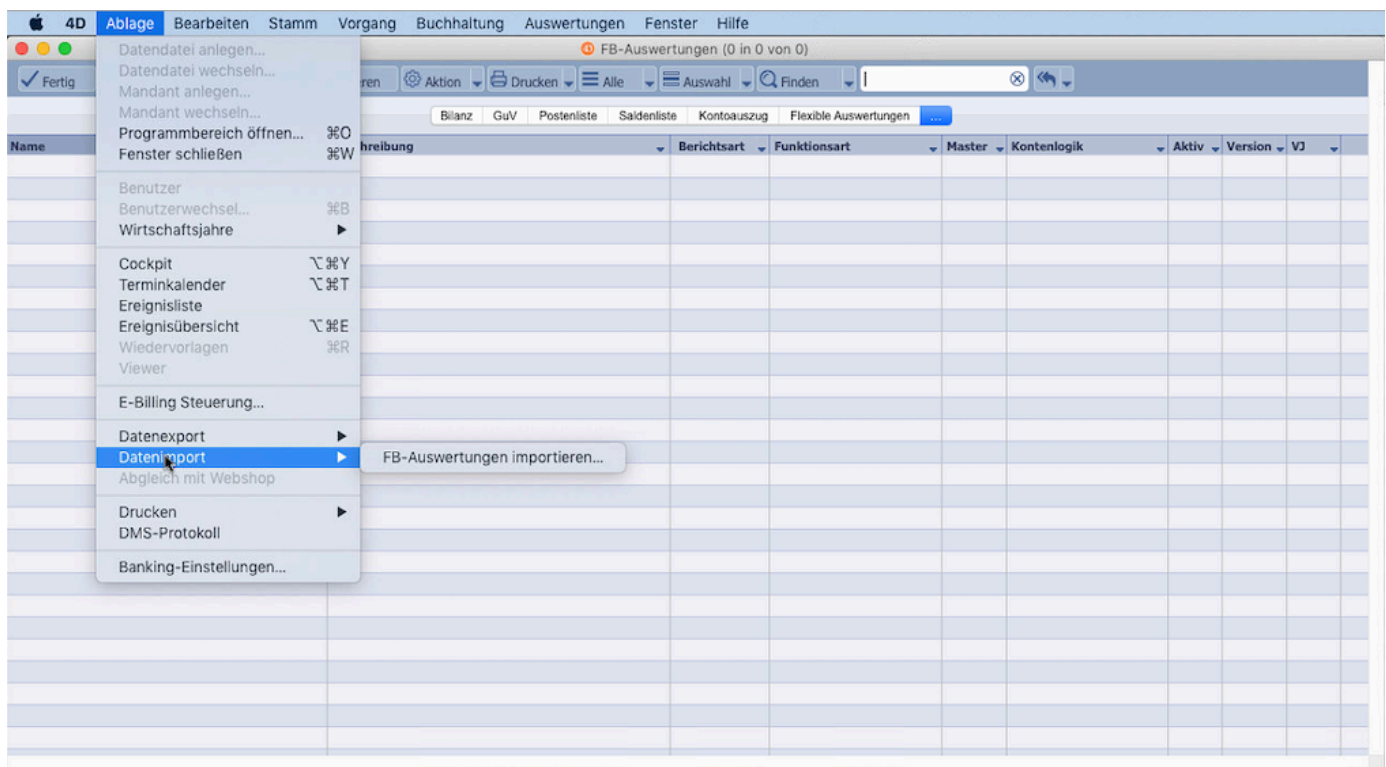 4D Ablage Bearbeiten Stamm Vorgang Buchhaltung Auswertungen Fenster Hilfe
FB-Auswertungen (0 in 0 von 0)
Fertig
ren Aktion Drucken Alle Auswahl Finden
Bilanz GuV Postenliste Saldenliste Kontoauszug Flexible Auswertungen ...
Name
hreibung Berichtsart Funktionsart Master Kontenlogik Aktiv Version VJ
Datendatei anlegen...
Datendatei wechseln...
Mandant anlegen...
Mandant wechseln...
Programmbereich öffnen... ⌘O
Fenster schließen ⌘W
Benutzer
Benutzerwechsel... ⌘B
Wirtschaftsjahre ▶
Cockpit ⌥⌘Y
Terminkalender ⌥⌘T
Ereignisliste
Ereignisübersicht ⌥⌘E
Wiedervorlagen ⌘R
Viewer
E-Billing Steuerung...
Datenexport ▶
Datenimport ▶
FB-Auswertungen importieren...
Abgleich mit Webshop
Drucken ▶
DMS-Protokoll
Banking-Einstellungen...